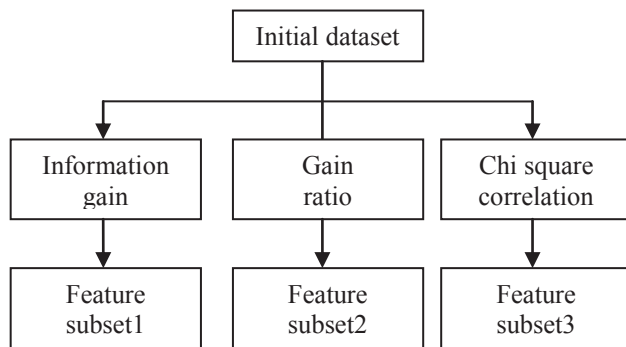 Initial dataset
Information
gain
Gain
ratio
Chi square
correlation
Feature
subset1
Feature
subset2
Feature
subset3